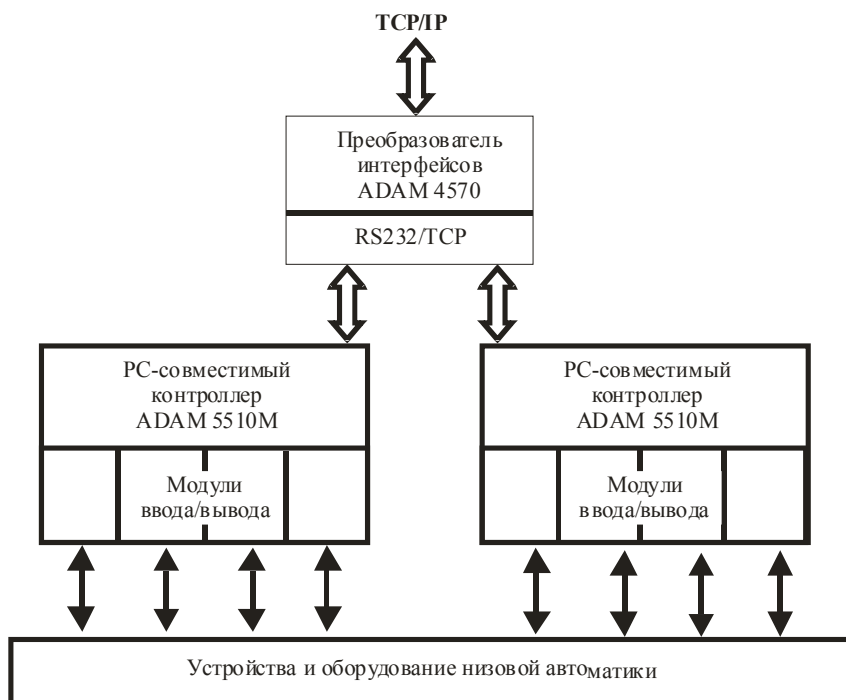 TCP/IP
Преобразователь
интерфейсов
ADAM 4570
RS232/TCP
PC-совместимый
контроллер
ADAM 5510M
Модули
ввода/вывода
PC-совместимый
контроллер
ADAM 5510M
Модули
ввода/вывода
Устройства и оборудование низовой автоматики